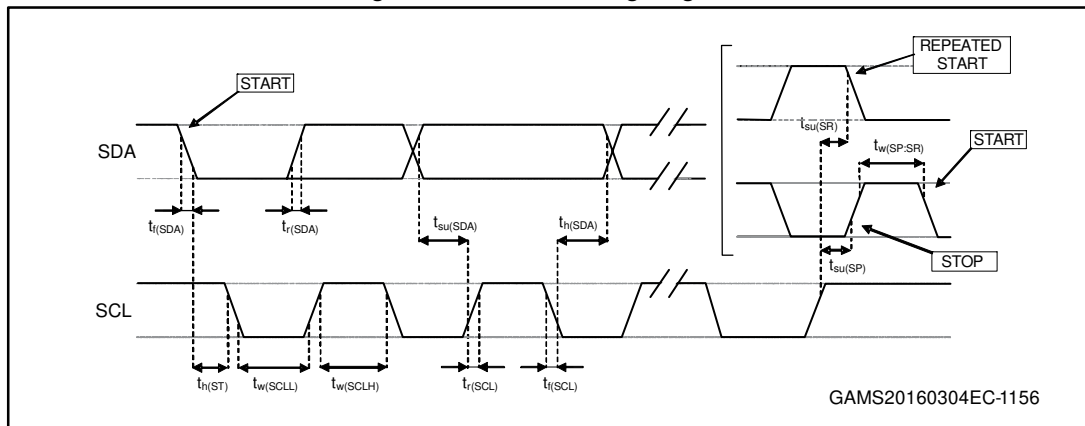 REPEATED
START
START
t_su(SR)
t_w(SP:SR)
START
SDA
t_f(SDA)
t_r(SDA)
t_su(SDA)
t_h(SDA)
t_su(SP)
STOP
SCL
t_h(ST)
t_w(SCLL)
t_w(SCLH)
t_r(SCL)
t_f(SCL)
GAMS20160304EC-1156